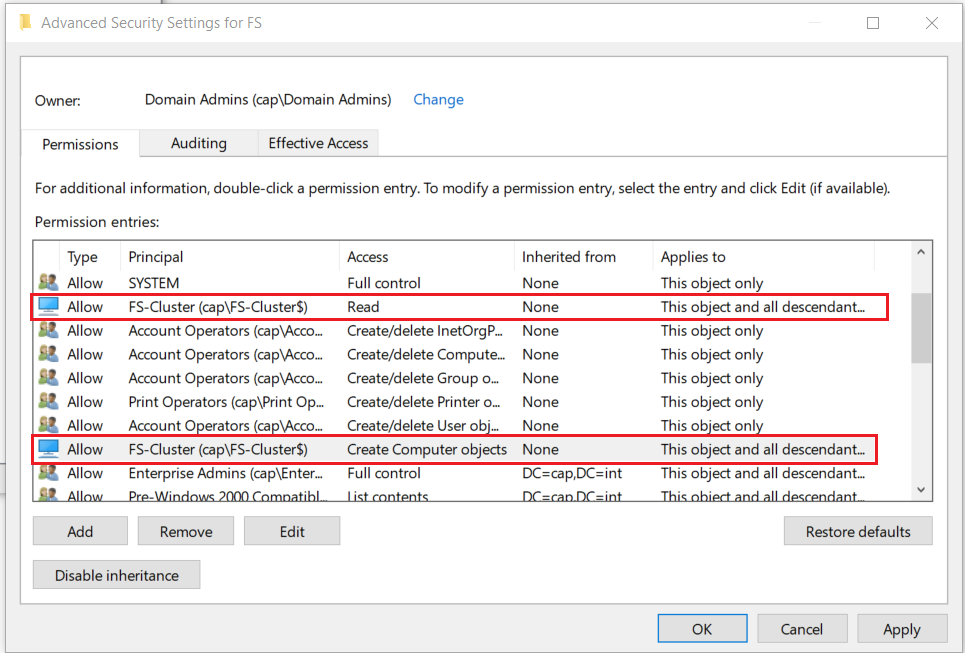 Advanced Security Settings for FS
Owner: Domain Admins (cap\Domain Admins) Change
Permissions Auditing Effective Access
For additional information, double-click a permission entry. To modify a permission entry, select the entry and click Edit (if available).
Permission entries:
Type Principal Access Inherited from Applies to
Allow SYSTEM Full control None This object only
Allow FS-Cluster (cap\FS-Cluster$) Read None This object and all descendant...
Allow Account Operators (cap\Acco... Create/delete InetOrgP... None This object only
Allow Account Operators (cap\Acco... Create/delete Compute... None This object only
Allow Account Operators (cap\Acco... Create/delete Group o... None This object only
Allow Print Operators (cap\Print Op... Create/delete Printer o... None This object only
Allow Account Operators (cap\Acco... Create/delete User obj... None This object only
Allow FS-Cluster (cap\FS-Cluster$) Create Computer objects None This object and all descendant...
Allow Enterprise Admins (cap\Enter... Full control DC=cap,DC=int This object and all descendant...
Allow Pre-Windows 2000 Compatibl... List contents DC=cap,DC=int This object and all descendant...
Add Remove Edit Restore defaults
Disable inheritance
OK Cancel Apply